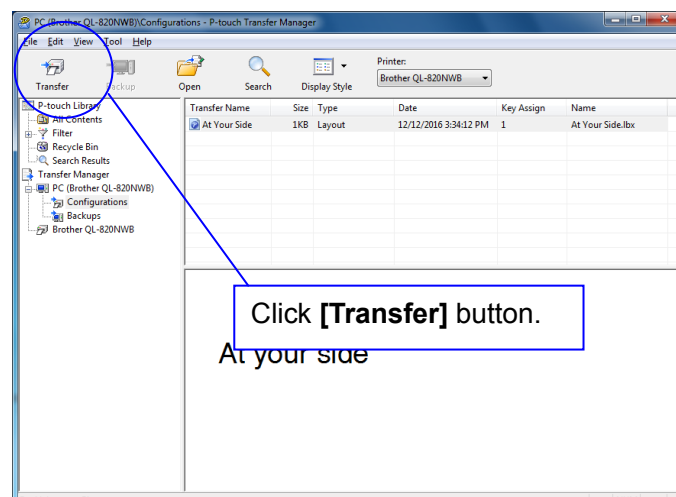 PC (Brother QL-820NWB)\Configurations - P-touch Transfer Manager
File Edit View Tool Help
Transfer Backup Open Search Display Style
Printer:
Brother QL-820NWB
P-touch Library
All Contents
Filter
Recycle Bin
Search Results
Transfer Manager
PC (Brother QL-820NWB)
Configurations
Backups
Brother QL-820NWB
Transfer Name Size Type Date Key Assign Name
At Your Side 1KB Layout 12/12/2016 3:34:12 PM 1 At Your Side.lbx
Click [Transfer] button.
At your side